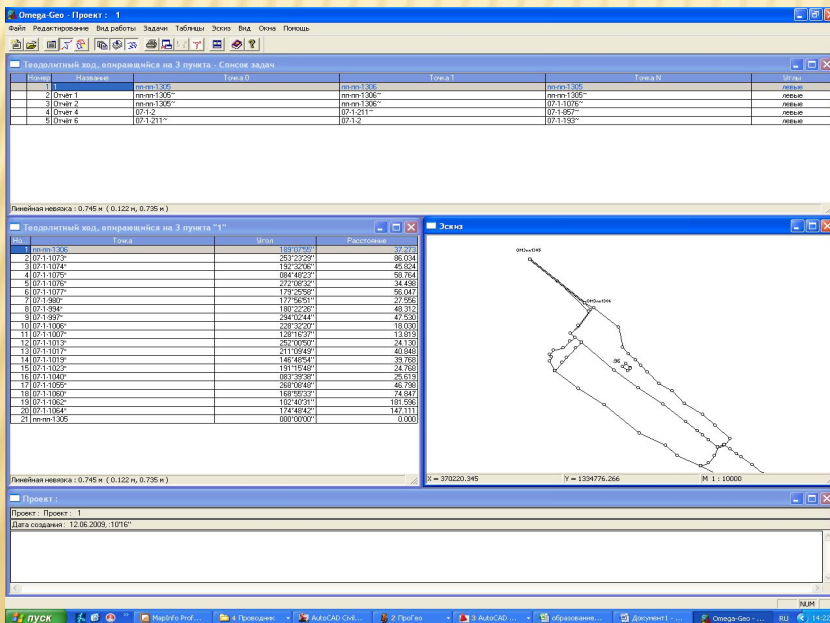 Omega-Geo - Проект : 1
Файл Редактирование Вид работы Задачи Таблицы Эскиз Вид Окна Помощь
Теодолитный ход, опирающийся на 3 пункта - Список задач
Номер Название Точка 0 Точка 1 Точка N Углы
1 1 пп-пп-1305 пп-пп-1306 пп-пп-1305 левые
2 Отчёт 1 пп-пп-1305~ пп-пп-1306~ пп-пп-1305~ левые
3 Отчёт 2 пп-пп-1305~ пп-пп-1306~ 07-1-1076~ левые
4 Отчёт 4 07-1-2 07-1-211~ 07-1-857~ левые
5 Отчёт 6 07-1-211~ 07-1-2 07-1-193~ левые
Линейная невязка : 0.745 м ( 0.122 м, 0.735 м )
Теодолитный ход, опирающийся на 3 пункта "1"
Но... Точка Угол Расстояние
1 пп-пп-1306 189°07'55" 37.273
2 07-1-1073^ 253°23'29" 86.034
3 07-1-1074^ 192°32'06" 45.824
4 07-1-1075^ 084°48'23" 58.764
5 07-1-1076^ 272°08'32" 34.498
6 07-1-1077^ 179°25'58" 56.047
7 07-1-980^ 177°56'51" 27.556
8 07-1-994^ 180°22'26" 48.312
9 07-1-997^ 294°02'44" 47.530
10 07-1-1006^ 228°32'20" 18.030
11 07-1-1007^ 128°16'37" 13.819
12 07-1-1013^ 252°00'50" 24.130
13 07-1-1017^ 211°09'49" 40.848
14 07-1-1019^ 146°48'54" 39.768
15 07-1-1023^ 191°15'48" 24.768
16 07-1-1040^ 083°39'38" 25.619
17 07-1-1055^ 268°08'48" 46.798
18 07-1-1060^ 168°55'33" 74.847
19 07-1-1062^ 102°40'31" 181.596
20 07-1-1064^ 174°48'42" 147.111
21 пп-пп-1305 000°00'00" 0.000
Линейная невязка : 0.745 м ( 0.122 м, 0.735 м )
Эскиз
X = 370220.345 Y = 1334776.266 М 1 : 10000
Проект :
Проект : Проект : 1
Дата создания : 12.06.2009, :10'16"
NUM
пуск MapInfo Prof... 4 Проводник AutoCAD Civil... 2 ПроГео 3 AutoCAD ... образование... Документ1 - ... Omega-Geo - ... RU 14:22